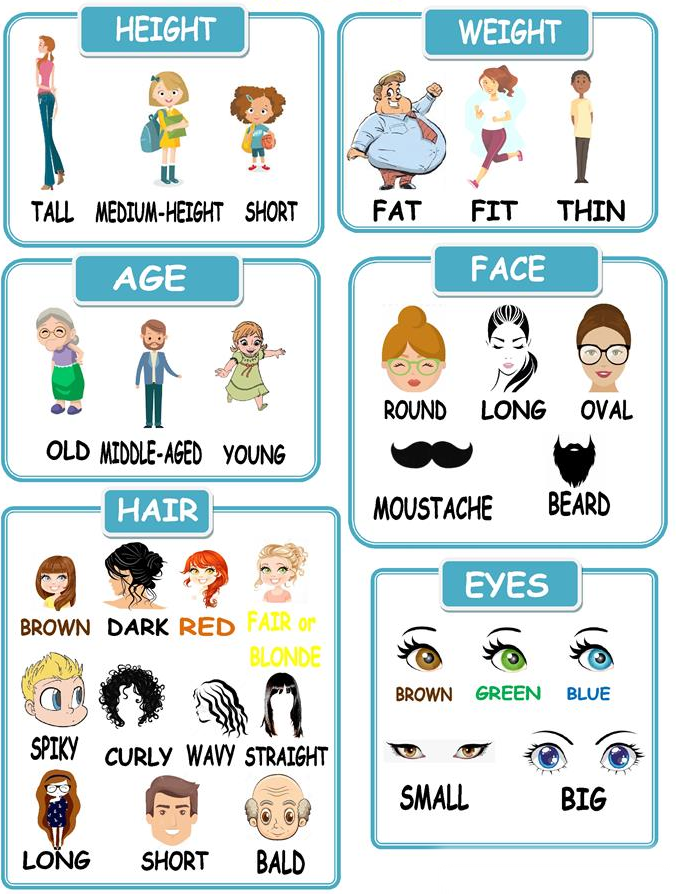 HEIGHT
TALL MEDIUM-HEIGHT SHORT
WEIGHT
FAT FIT THIN
AGE
OLD MIDDLE-AGED YOUNG
FACE
ROUND LONG OVAL
MOUSTACHE BEARD
HAIR
BROWN DARK RED FAIR or
BLONDE
SPIKY CURLY WAVY STRAIGHT
LONG SHORT BALD
EYES
BROWN GREEN BLUE
SMALL BIG